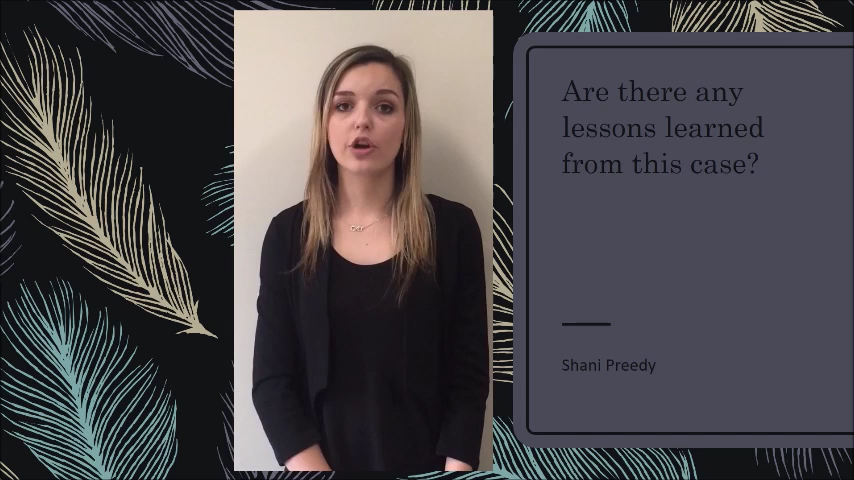 Are there any
lessons learned
from this case?
Shani Preedy